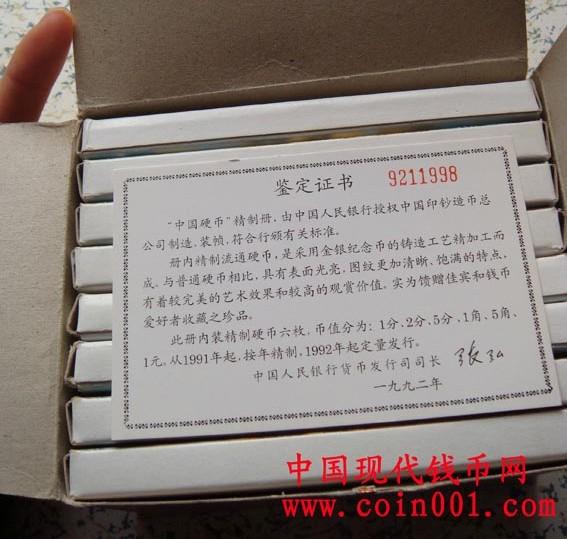 鉴定证书 9211998
“中国硬币”精制册，由中国人民银行授权中国印钞造币总
公司制造、装帧，符合行颁有关标准。
册内精制流通硬币，是采用金银纪念币的铸造工艺精加工而
成。与普通硬币相比，具有表面光亮，图纹更加清晰、饱满的特点，
有着较完美的艺术效果和较高的观赏价值。实为馈赠佳宾和钱币
爱好者收藏之珍品。
此册内装精制硬币六枚，币值分为：1分、2分、5分、1角、5角、
1元。从1991年起，按年精制，1992年起定量发行。
中国人民银行货币发行司司长 张弘
一九九二年
中国现代钱币网
www.coin001.com